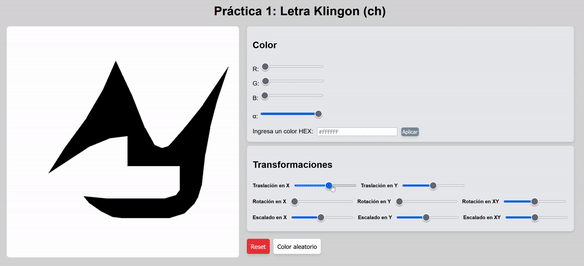 Práctica 1: Letra Klingon (ch)
Color
R:
G:
B:
α:
Ingresa un color HEX: #FFFFFF Aplicar
Transformaciones
Traslación en X Traslación en Y
Rotación en X Rotación en Y Rotación en XY
Escalado en X Escalado en Y Escalado en XY
Reset Color aleatorio